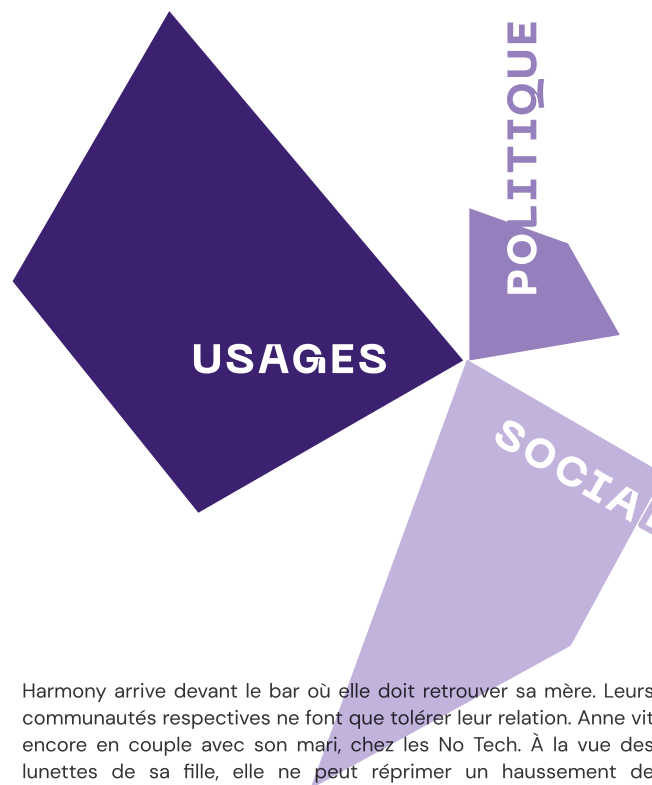 POLITIQUE
USAGES
SOCIAL
Harmony arrive devant le bar où elle doit retrouver sa mère. Leurs
communautés respectives ne font que tolérer leur relation. Anne vit
encore en couple avec son mari, chez les No Tech. À la vue des
lunettes de sa fille, elle ne peut réprimer un haussement de